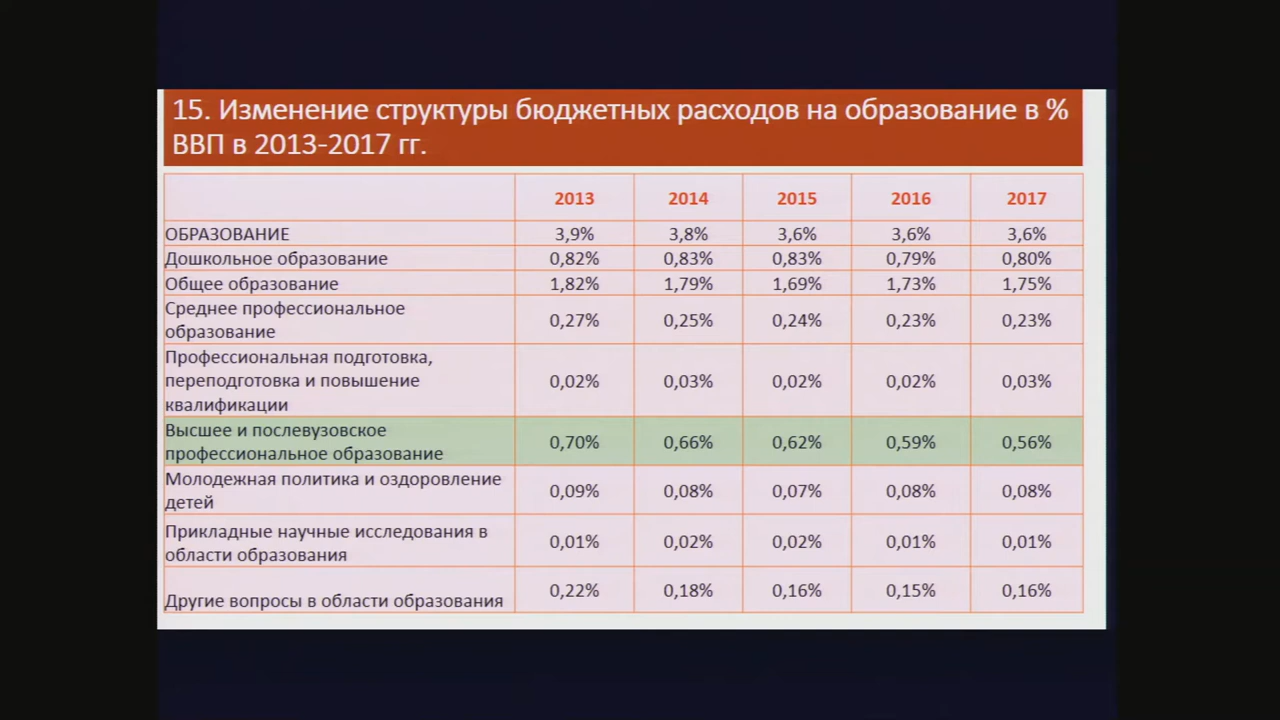 15. Изменение структуры бюджетных расходов на образование в %
ВВП в 2013-2017 гг.
2013 2014 2015 2016 2017
ОБРАЗОВАНИЕ 3,9% 3,8% 3,6% 3,6% 3,6%
Дошкольное образование 0,82% 0,83% 0,83% 0,79% 0,80%
Общее образование 1,82% 1,79% 1,69% 1,73% 1,75%
Среднее профессиональное
образование 0,27% 0,25% 0,24% 0,23% 0,23%
Профессиональная подготовка,
переподготовка и повышение
квалификации 0,02% 0,03% 0,02% 0,02% 0,03%
Высшее и послевузовское
профессиональное образование 0,70% 0,66% 0,62% 0,59% 0,56%
Молодежная политика и оздоровление
детей 0,09% 0,08% 0,07% 0,08% 0,08%
Прикладные научные исследования в
области образования 0,01% 0,02% 0,02% 0,01% 0,01%
Другие вопросы в области образования 0,22% 0,18% 0,16% 0,15% 0,16%